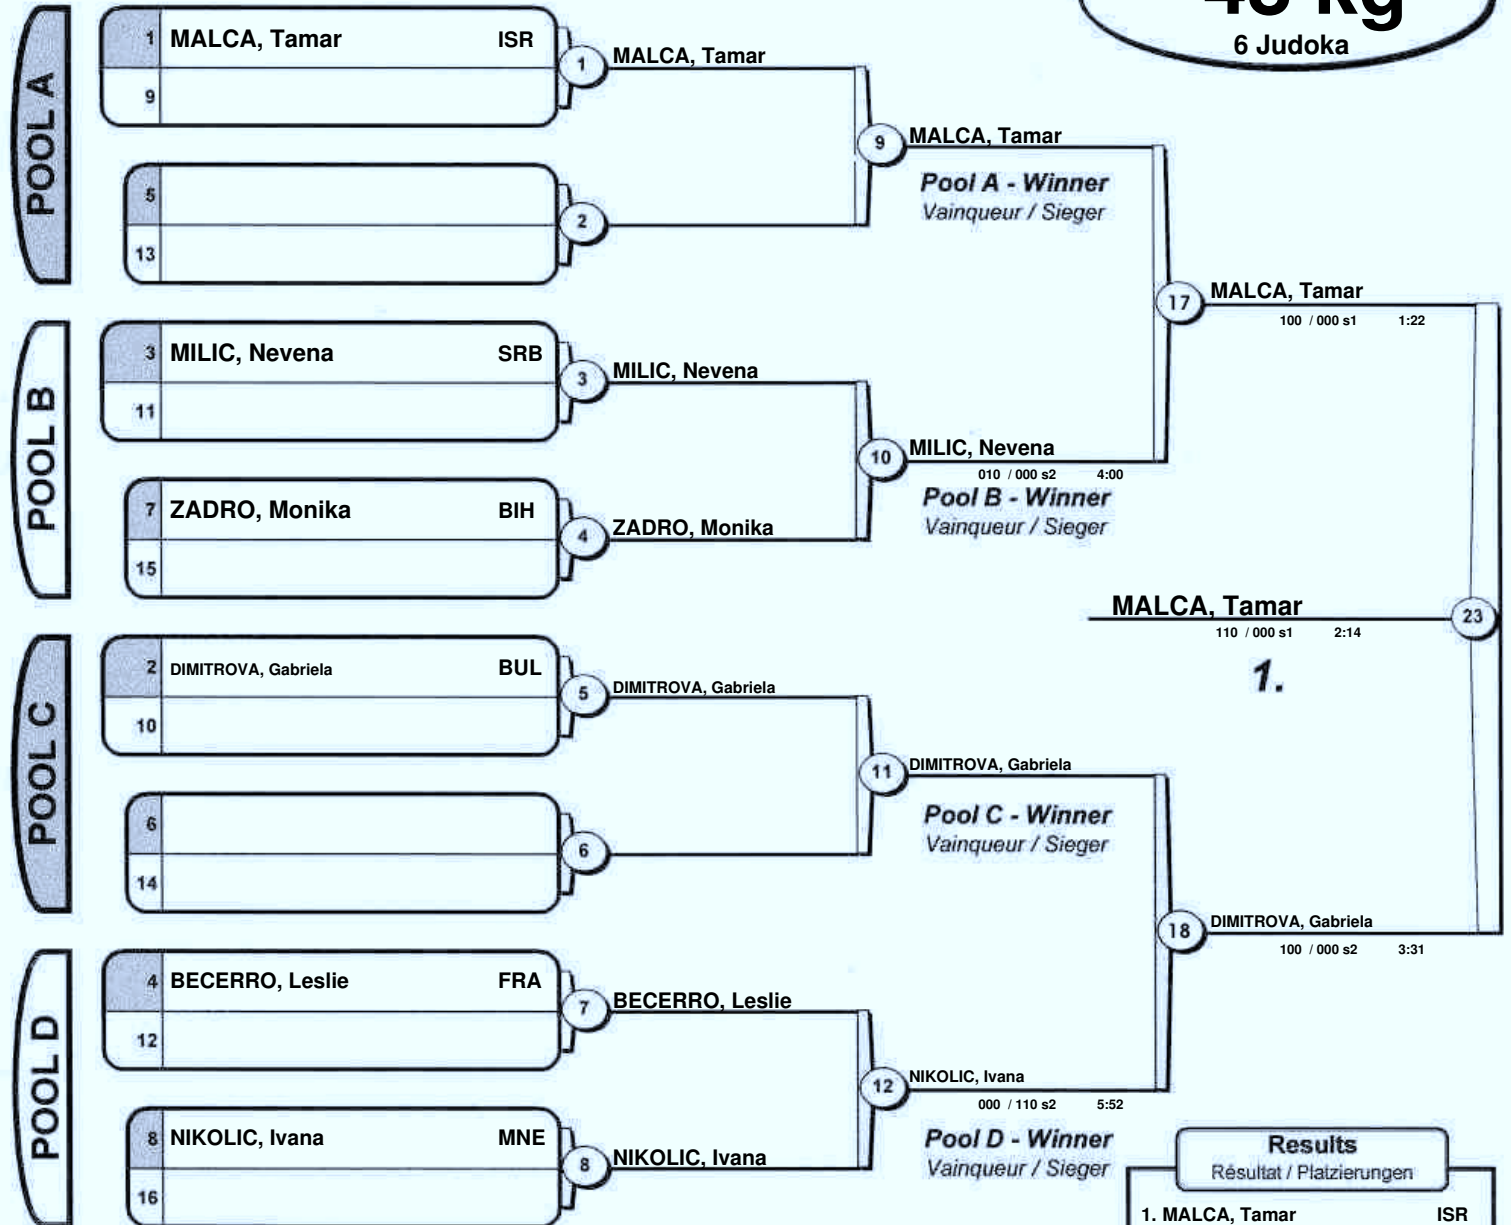 kg
6 Judoka
POOL A
1 MALCA, Tamar ISR
9
1 MALCA, Tamar
5
13
2
9 MALCA, Tamar
Pool A - Winner
Vainqueur / Sieger
POOL B
3 MILIC, Nevena SRB
11
3 MILIC, Nevena
7 ZADRO, Monika BIH
15
4 ZADRO, Monika
10 MILIC, Nevena
010 / 000 s2 4:00
Pool B - Winner
Vainqueur / Sieger
17 MALCA, Tamar
100 / 000 s1 1:22
MALCA, Tamar 23
110 / 000 s1 2:14
1.
POOL C
2 DIMITROVA, Gabriela BUL
10
5 DIMITROVA, Gabriela
6
14
6
11 DIMITROVA, Gabriela
Pool C - Winner
Vainqueur / Sieger
18 DIMITROVA, Gabriela
100 / 000 s2 3:31
POOL D
4 BECERRO, Leslie FRA
12
7 BECERRO, Leslie
8 NIKOLIC, Ivana MNE
16
8 NIKOLIC, Ivana
12 NIKOLIC, Ivana
000 / 110 s2 5:52
Pool D - Winner
Vainqueur / Sieger
Results
Résultat / Platzierungen
1. MALCA, Tamar ISR